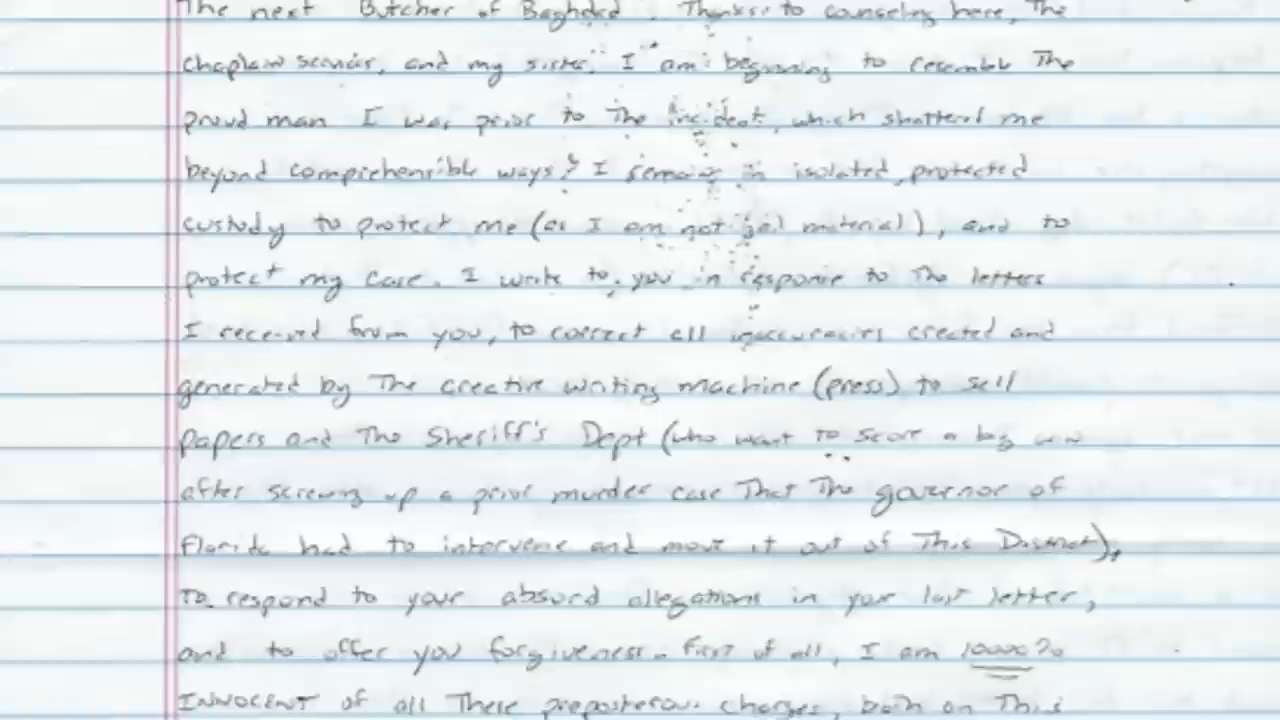 The next Butcher of Baghdad. Thanks to counseling here, The
chaplain services, and my sister, I am beginning to resemble The
proud man I was prior to The incident, which shattered me
beyond comprehensible ways! I remain in isolated, protected
custody to protect me (as I am not jail material), and to
protect my case. I write to you in response to The letters
I received from you, to correct all inaccuracies created and
generated by The creative writing machine (press) to sell
papers and The Sheriff's Dept (who want to score a big win
after screwing up a prior murder case That The governor of
Florida had to intervene and move it out of This District),
To respond to your absurd allegations in your last letter,
and to offer you forgiveness. First of all, I am 1000%
INNOCENT of all These preposterous charges, both on This